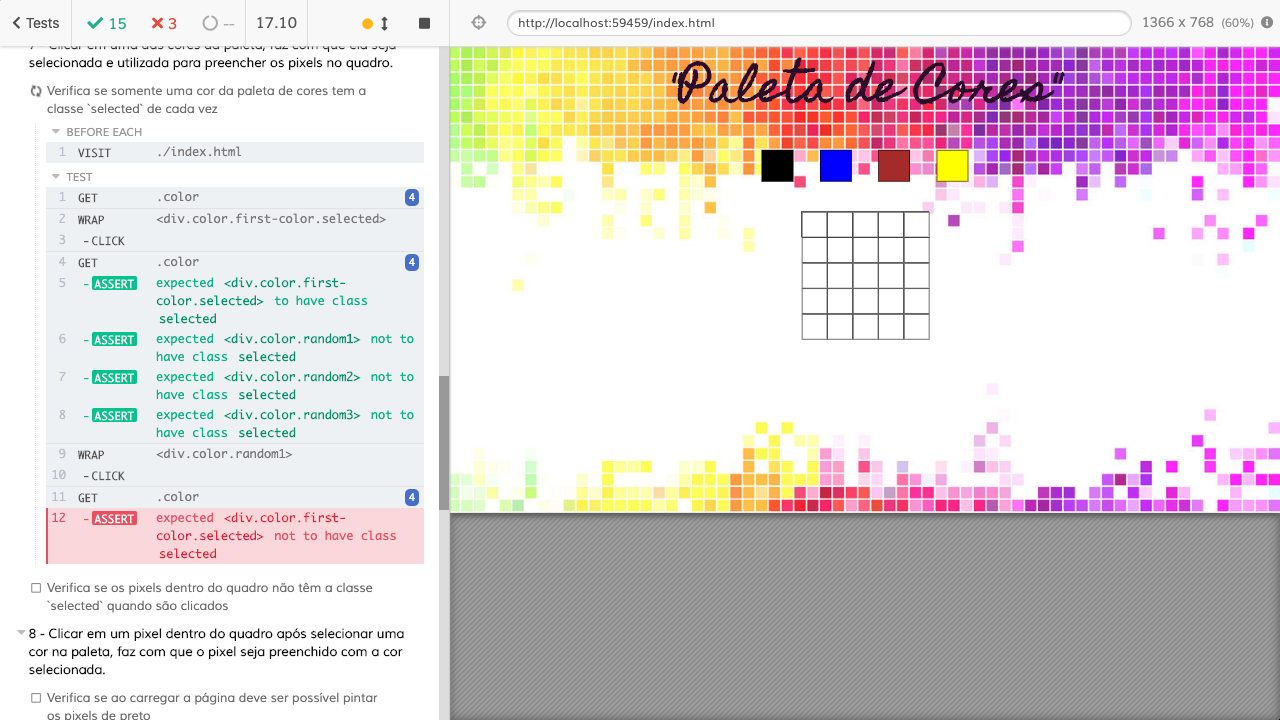 Tests
15
3
--
17.10
http://localhost:59459/index.html
1366 x 768 (60%)
7 - Clicar em uma das cores da paleta, faz com que ela seja
selecionada e utilizada para preencher os pixels no quadro.
Verifica se somente uma cor da paleta de cores tem a
classe `selected` de cada vez
BEFORE EACH
1 VISIT ./index.html
TEST
1 GET .color 4
2 WRAP <div.color.first-color.selected>
3 - CLICK
4 GET .color 4
5 - ASSERT expected <div.color.first-
color.selected> to have class
selected
6 - ASSERT expected <div.color.random1> not to
have class selected
7 - ASSERT expected <div.color.random2> not to
have class selected
8 - ASSERT expected <div.color.random3> not to
have class selected
9 WRAP <div.color.random1>
10 - CLICK
11 GET .color 4
12 - ASSERT expected <div.color.first-
color.selected> not to have class
selected
Verifica se os pixels dentro do quadro não têm a classe
`selected` quando são clicados
8 - Clicar em um pixel dentro do quadro após selecionar uma
cor na paleta, faz com que o pixel seja preenchido com a cor
selecionada.
Verifica se ao carregar a página deve ser possível pintar
os pixels de preto
"Paleta de Cores"